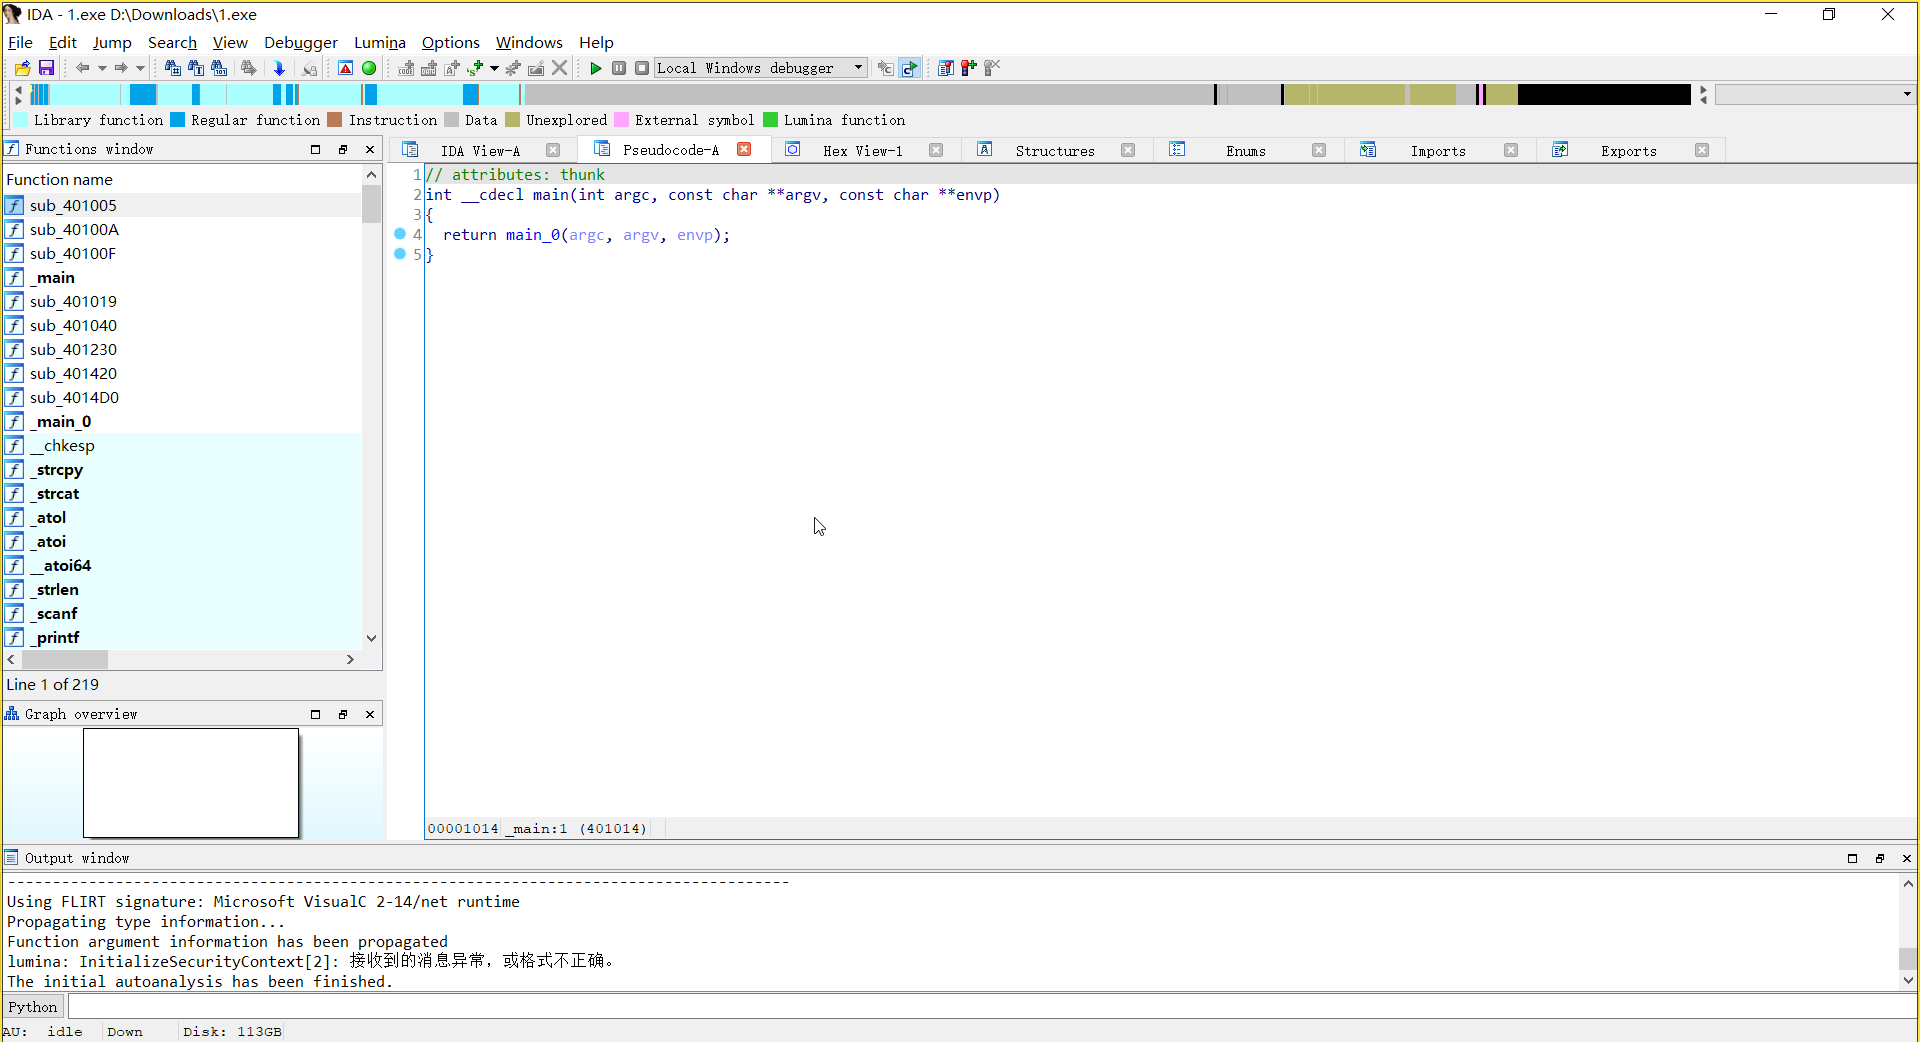 IDA - 1.exe D:\Downloads\1.exe
File Edit Jump Search View Debugger Lumina Options Windows Help
Local Windows debugger
Library function Regular function Instruction Data Unexplored External symbol Lumina function
Functions window
IDA View-A Pseudocode-A Hex View-1 Structures Enums Imports Exports
Function name
sub_401005
sub_40100A
sub_40100F
_main
sub_401019
sub_401040
sub_401230
sub_401420
sub_4014D0
_main_0
__chkesp
_strcpy
_strcat
_atol
_atoi
__atoi64
_strlen
_scanf
_printf
Line 1 of 219
Graph overview
1 // attributes: thunk
2 int __cdecl main(int argc, const char **argv, const char **envp)
3 {
4 return main_0(argc, argv, envp);
5 }
00001014 _main:1 (401014)
Output window
---------------------------------------------------------------------------------------
Using FLIRT signature: Microsoft VisualC 2-14/net runtime
Propagating type information...
Function argument information has been propagated
lumina: InitializeSecurityContext[2]: 接收到的消息异常，或格式不正确。
The initial autoanalysis has been finished.
Python
AU: idle Down Disk: 113GB